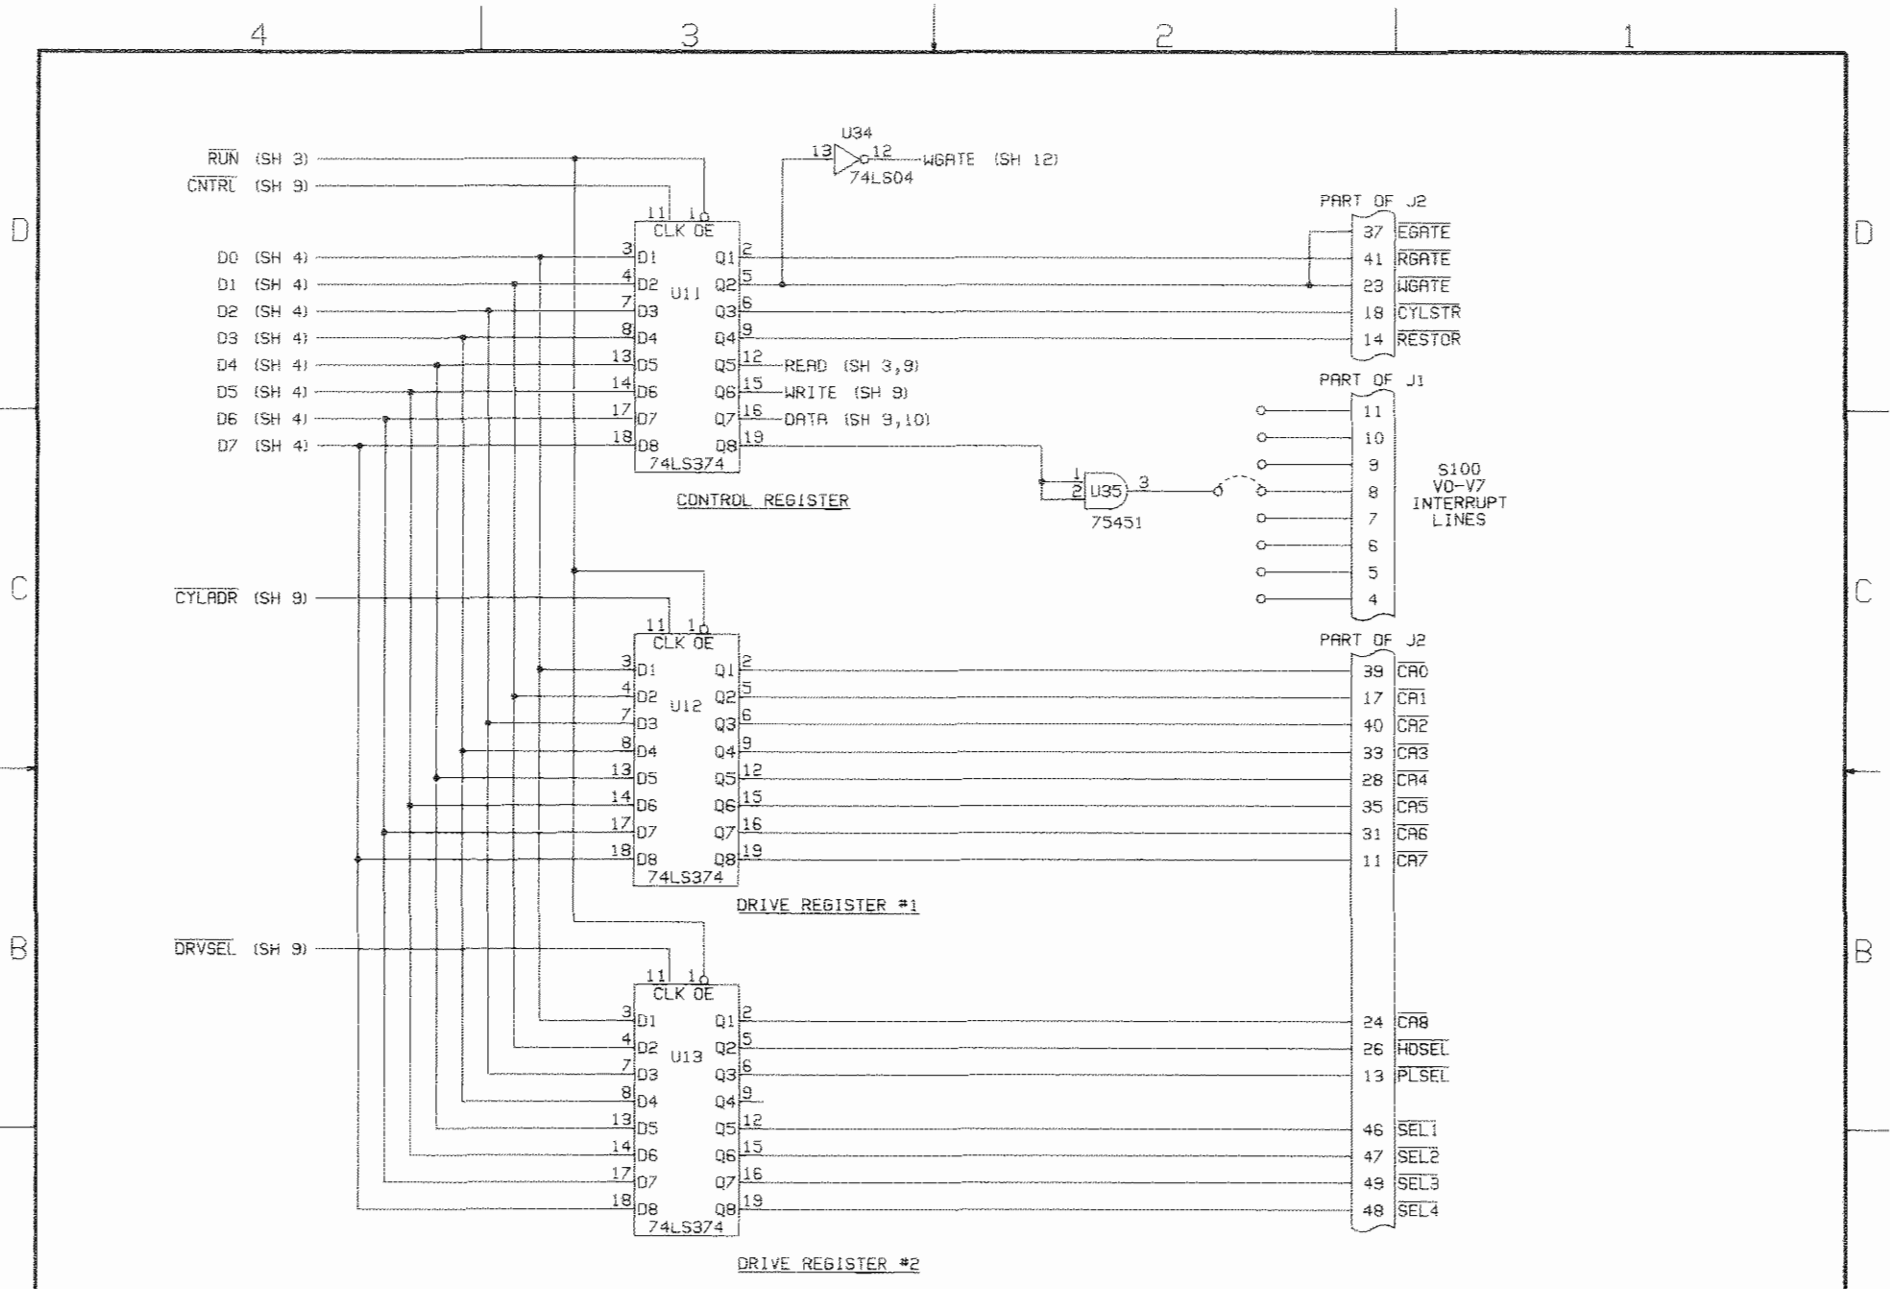 4 3 2 1
U34
RUN (SH 3)
13 12 WGATE (SH 12)
74LS04
CNTRL (SH 9)
PART OF J2
11 1
CLK OE
D D
37 EGATE
D0 (SH 4) 3 D1 Q1 2 41 RGATE
D1 (SH 4) 4 D2 Q2 5 23 WGATE
U11
D2 (SH 4) 7 D3 Q3 6 18 CYLSTR
D3 (SH 4) 8 D4 Q4 9 14 RESTOR
D4 (SH 4) 13 D5 Q5 12 READ (SH 3,9)
PART OF J1
D5 (SH 4) 14 D6 Q6 15 WRITE (SH 9)
D6 (SH 4) 17 D7 Q7 16 DATA (SH 9,10)
D7 (SH 4) 18 D8 Q8 19
74LS374
CONTROL REGISTER
1
2 U35 3
75451
11
10
9
8
7
6
5
4
S100
V0-V7
INTERRUPT
LINES
C C
CYLADR (SH 9)
11 1
CLK OE
PART OF J2
3 D1 Q1 2 39 CA0
4 D2 Q2 5 17 CA1
U12
7 D3 Q3 6 40 CA2
8 D4 Q4 9 33 CA3
13 D5 Q5 12 28 CA4
14 D6 Q6 15 35 CA5
17 D7 Q7 16 31 CA6
18 D8 Q8 19 11 CA7
74LS374
DRIVE REGISTER #1
B B
DRVSEL (SH 9)
11 1
CLK OE
3 D1 Q1 2 24 CA8
4 D2 Q2 5 26 HDSEL
U13
7 D3 Q3 6 13 PLSEL
8 D4 Q4 9
13 D5 Q5 12 46 SEL1
14 D6 Q6 15 47 SEL2
17 D7 Q7 16 49 SEL3
18 D8 Q8 19 48 SEL4
74LS374
DRIVE REGISTER #2